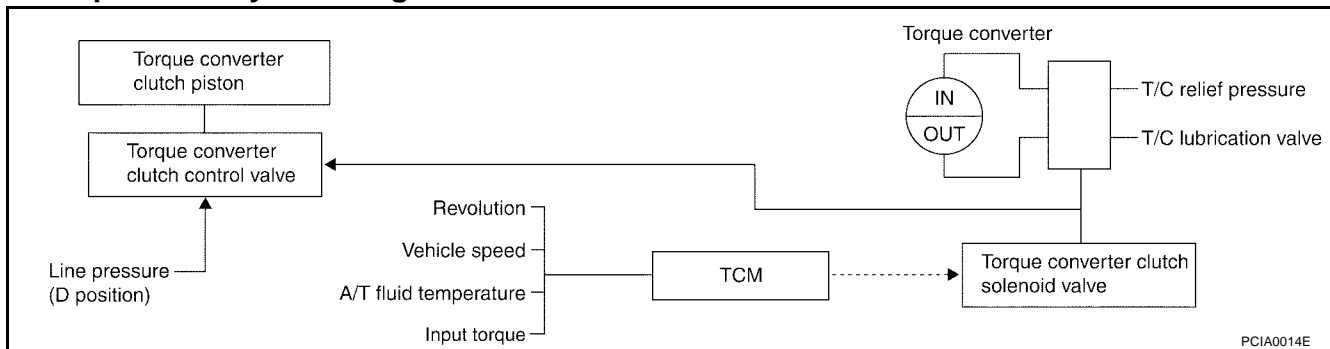 Torque converter
clutch piston
Torque converter
clutch control valve
Line pressure
(D position)
Revolution
Vehicle speed
A/T fluid temperature
Input torque
TCM
Torque converter
IN
OUT
T/C relief pressure
T/C lubrication valve
Torque converter clutch
solenoid valve
PCIA0014E